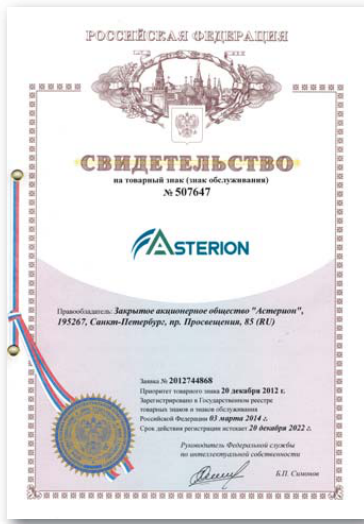 РОССИЙСКАЯ ФЕДЕРАЦИЯ
СВИДЕТЕЛЬСТВО
на товарный знак (знак обслуживания)
№ 507647
ASTERION
Правообладатель: Закрытое акционерное общество "Астерион",
195267, Санкт-Петербург, пр. Просвещения, 85 (RU)
Заявка № 2012744868
Приоритет товарного знака 20 декабря 2012 г.
Зарегистрировано в Государственном реестре
товарных знаков и знаков обслуживания
Российской Федерации 03 марта 2014 г.
Срок действия регистрации истекает 20 декабря 2022 г.
Руководитель Федеральной службы
по интеллектуальной собственности
Б.П. Симонов